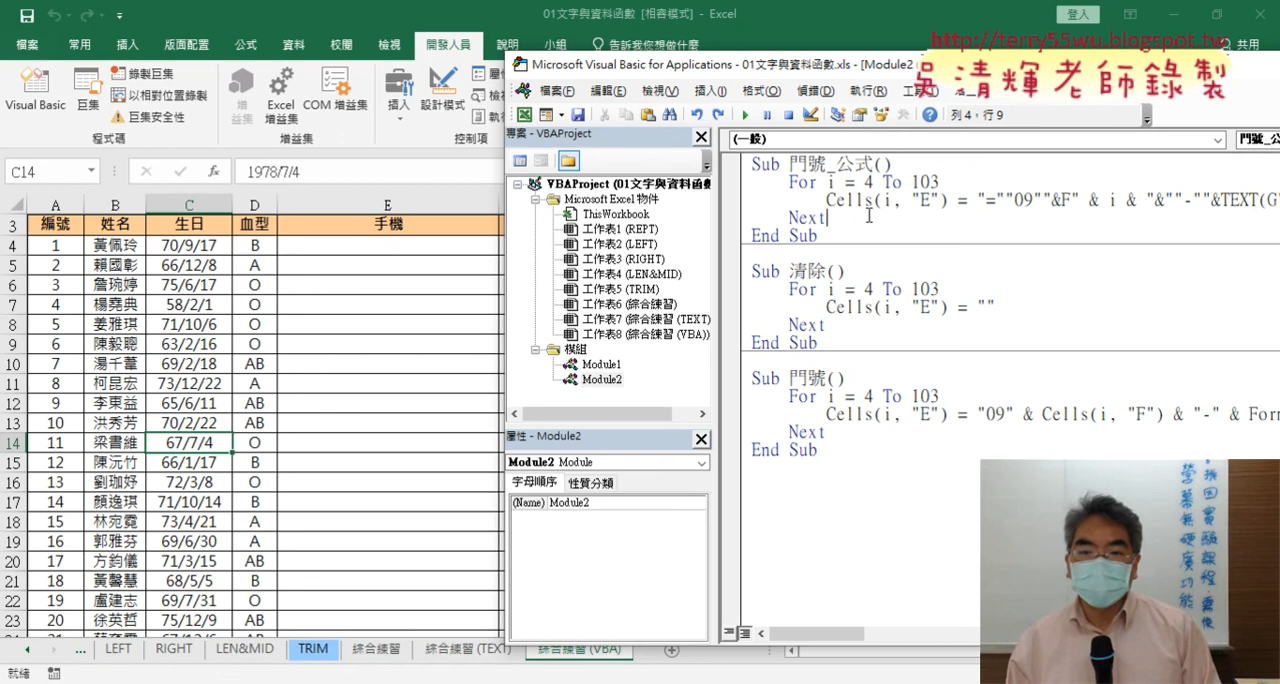 01文字與資料函數 [相容模式] - Excel
登入
檔案 常用 插入 版面配置 公式 資料 校閱 檢視 開發人員 說明 小組 告訴我您想做什麼 共用
http://terry55wu.blogspot.tw
吳清輝老師錄製
Visual Basic 巨集 錄製巨集 以相對位置錄製 巨集安全性 程式碼
增益集 Excel 增益集 COM 增益集 增益集
插入 設計模式 控制項
C14 fx 1978/7/4
A B C D E
3 編號 姓名 生日 血型 手機
4 1 黃佩玲 70/9/17 B
5 2 賴國彰 66/12/8 A
6 3 詹琬婷 75/6/17 O
7 4 楊堯典 58/2/1 O
8 5 姜雅琪 71/10/6 O
9 6 陳毅聰 63/2/16 O
10 7 湯千葦 69/2/18 AB
11 8 柯昆宏 73/12/22 A
12 9 李東益 65/6/11 AB
13 10 洪秀芳 70/2/22 AB
14 11 梁書維 67/7/4 O
15 12 陳沅竹 66/1/17 B
16 13 劉珈妤 72/3/8 O
17 14 顏逸琪 71/10/14 B
18 15 林宛霓 73/4/21 A
19 16 郭雅芬 69/6/30 A
20 17 方鈞儀 71/3/15 AB
21 18 黃馨慧 68/5/5 B
22 19 盧建志 69/7/31 O
23 20 徐英哲 75/12/9 AB
... LEFT RIGHT LEN&MID TRIM 綜合練習 綜合練習 (TEXT) 綜合練習 (VBA)
就緒
Microsoft Visual Basic for Applications - 01文字與資料函數.xls - [Module2
檔案(F) 編輯(E) 檢視(V) 插入(I) 格式(O) 偵錯(D) 執行(R)
列 4，行 9
專案 - VBAProject
VBAProject (01文字與資料函數
Microsoft Excel 物件
ThisWorkbook
工作表1 (REPT)
工作表2 (LEFT)
工作表3 (RIGHT)
工作表4 (LEN&MID)
工作表5 (TRIM)
工作表6 (綜合練習)
工作表7 (綜合練習 (TEXT)
工作表8 (綜合練習 (VBA))
模組
Module1
Module2
屬性 - Module2
Module2 Module
字母順序 性質分類
(Name) Module2
(一般)
Sub 門號_公式()
For i = 4 To 103
Cells(i, "E") = "=""09""&F" & i & "&""-""&TEXT(G
Next
End Sub
Sub 清除()
For i = 4 To 103
Cells(i, "E") = ""
Next
End Sub
Sub 門號()
For i = 4 To 103
Cells(i, "E") = "09" & Cells(i, "F") & "-" & For
Next
End Sub